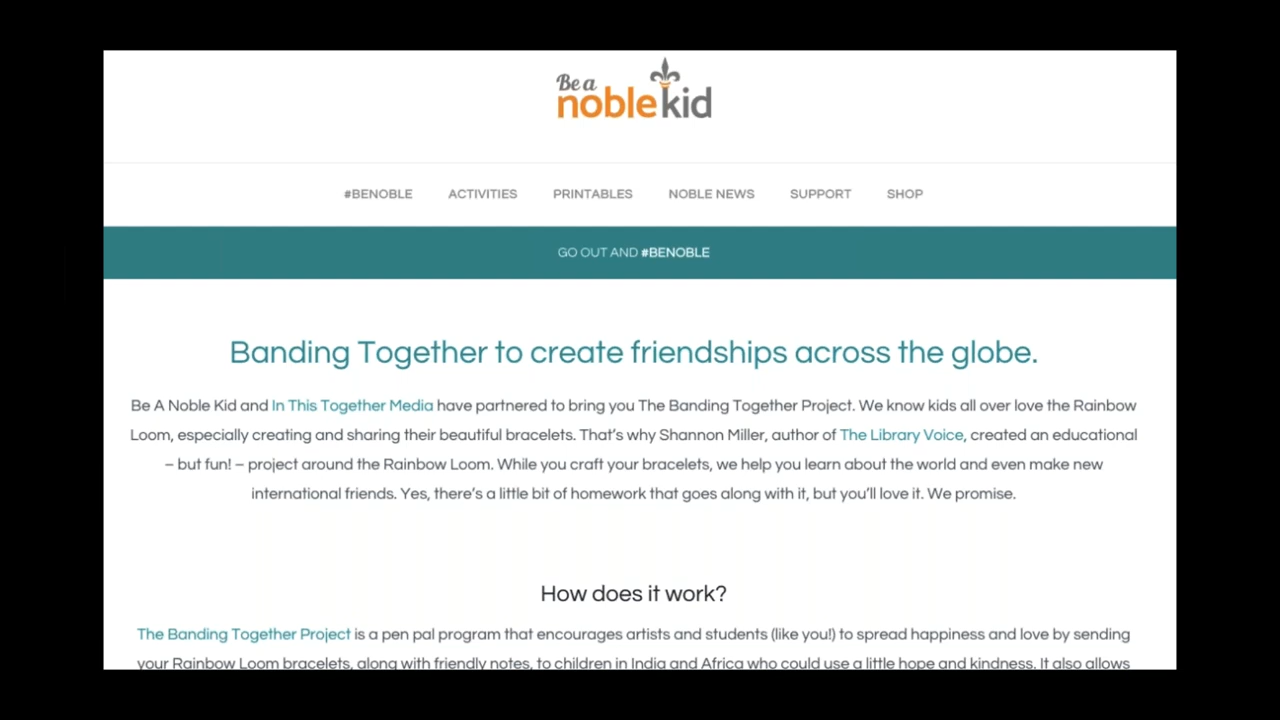 Be a
noblekid
#BENOBLE ACTIVITIES PRINTABLES NOBLE NEWS SUPPORT SHOP
GO OUT AND #BENOBLE
Banding Together to create friendships across the globe.
Be A Noble Kid and In This Together Media have partnered to bring you The Banding Together Project. We know kids all over love the Rainbow
Loom, especially creating and sharing their beautiful bracelets. That's why Shannon Miller, author of The Library Voice, created an educational
– but fun! – project around the Rainbow Loom. While you craft your bracelets, we help you learn about the world and even make new
international friends. Yes, there's a little bit of homework that goes along with it, but you'll love it. We promise.
How does it work?
The Banding Together Project is a pen pal program that encourages artists and students (like you!) to spread happiness and love by sending
your Rainbow Loom bracelets, along with friendly notes, to children in India and Africa who could use a little hope and kindness. It also allows